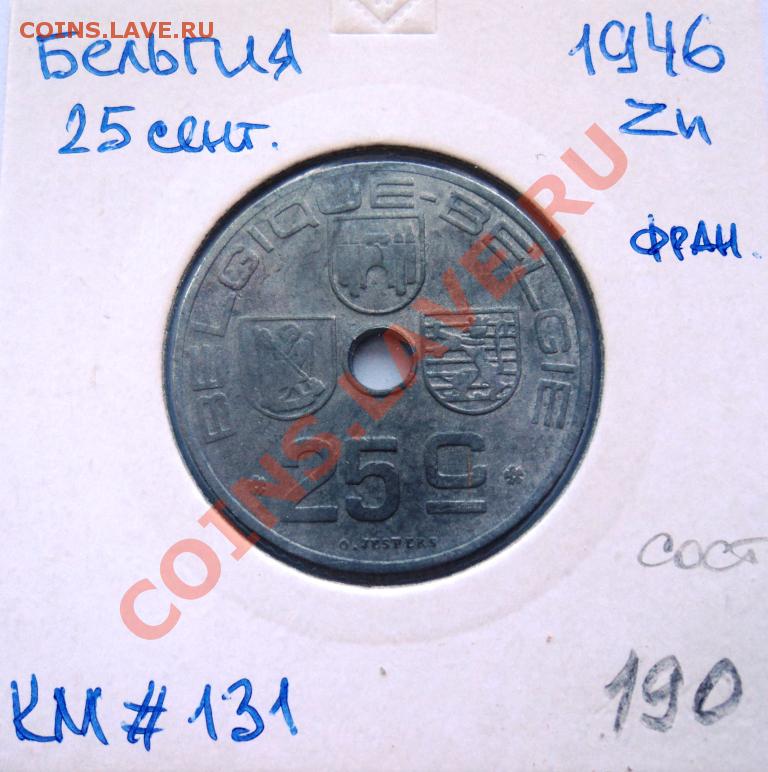 COINS.LAVE.РУ
Бельгия 1946
25 сент. Zn
фран.
BELGIQUE-BELGIE
* 25 C *
O. JESPERS
COINS.LAVE.RU
сост
190
KM # 131